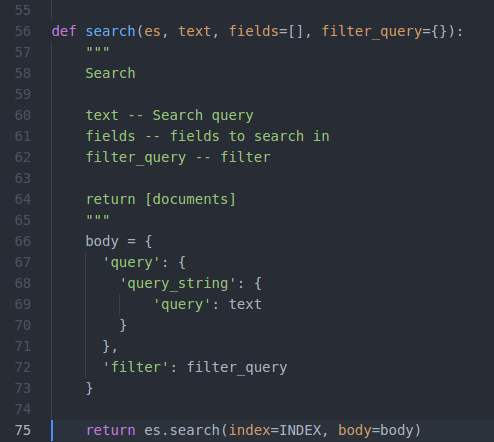 55
56 def search(es, text, fields=[], filter_query={}):
57     """
58     Search
59
60     text -- Search query
61     fields -- fields to search in
62     filter_query -- filter
63
64     return [documents]
65     """
66     body = {
67       'query': {
68         'query_string': {
69             'query': text
70         }
71       },
72       'filter': filter_query
73     }
74
75     return es.search(index=INDEX, body=body)